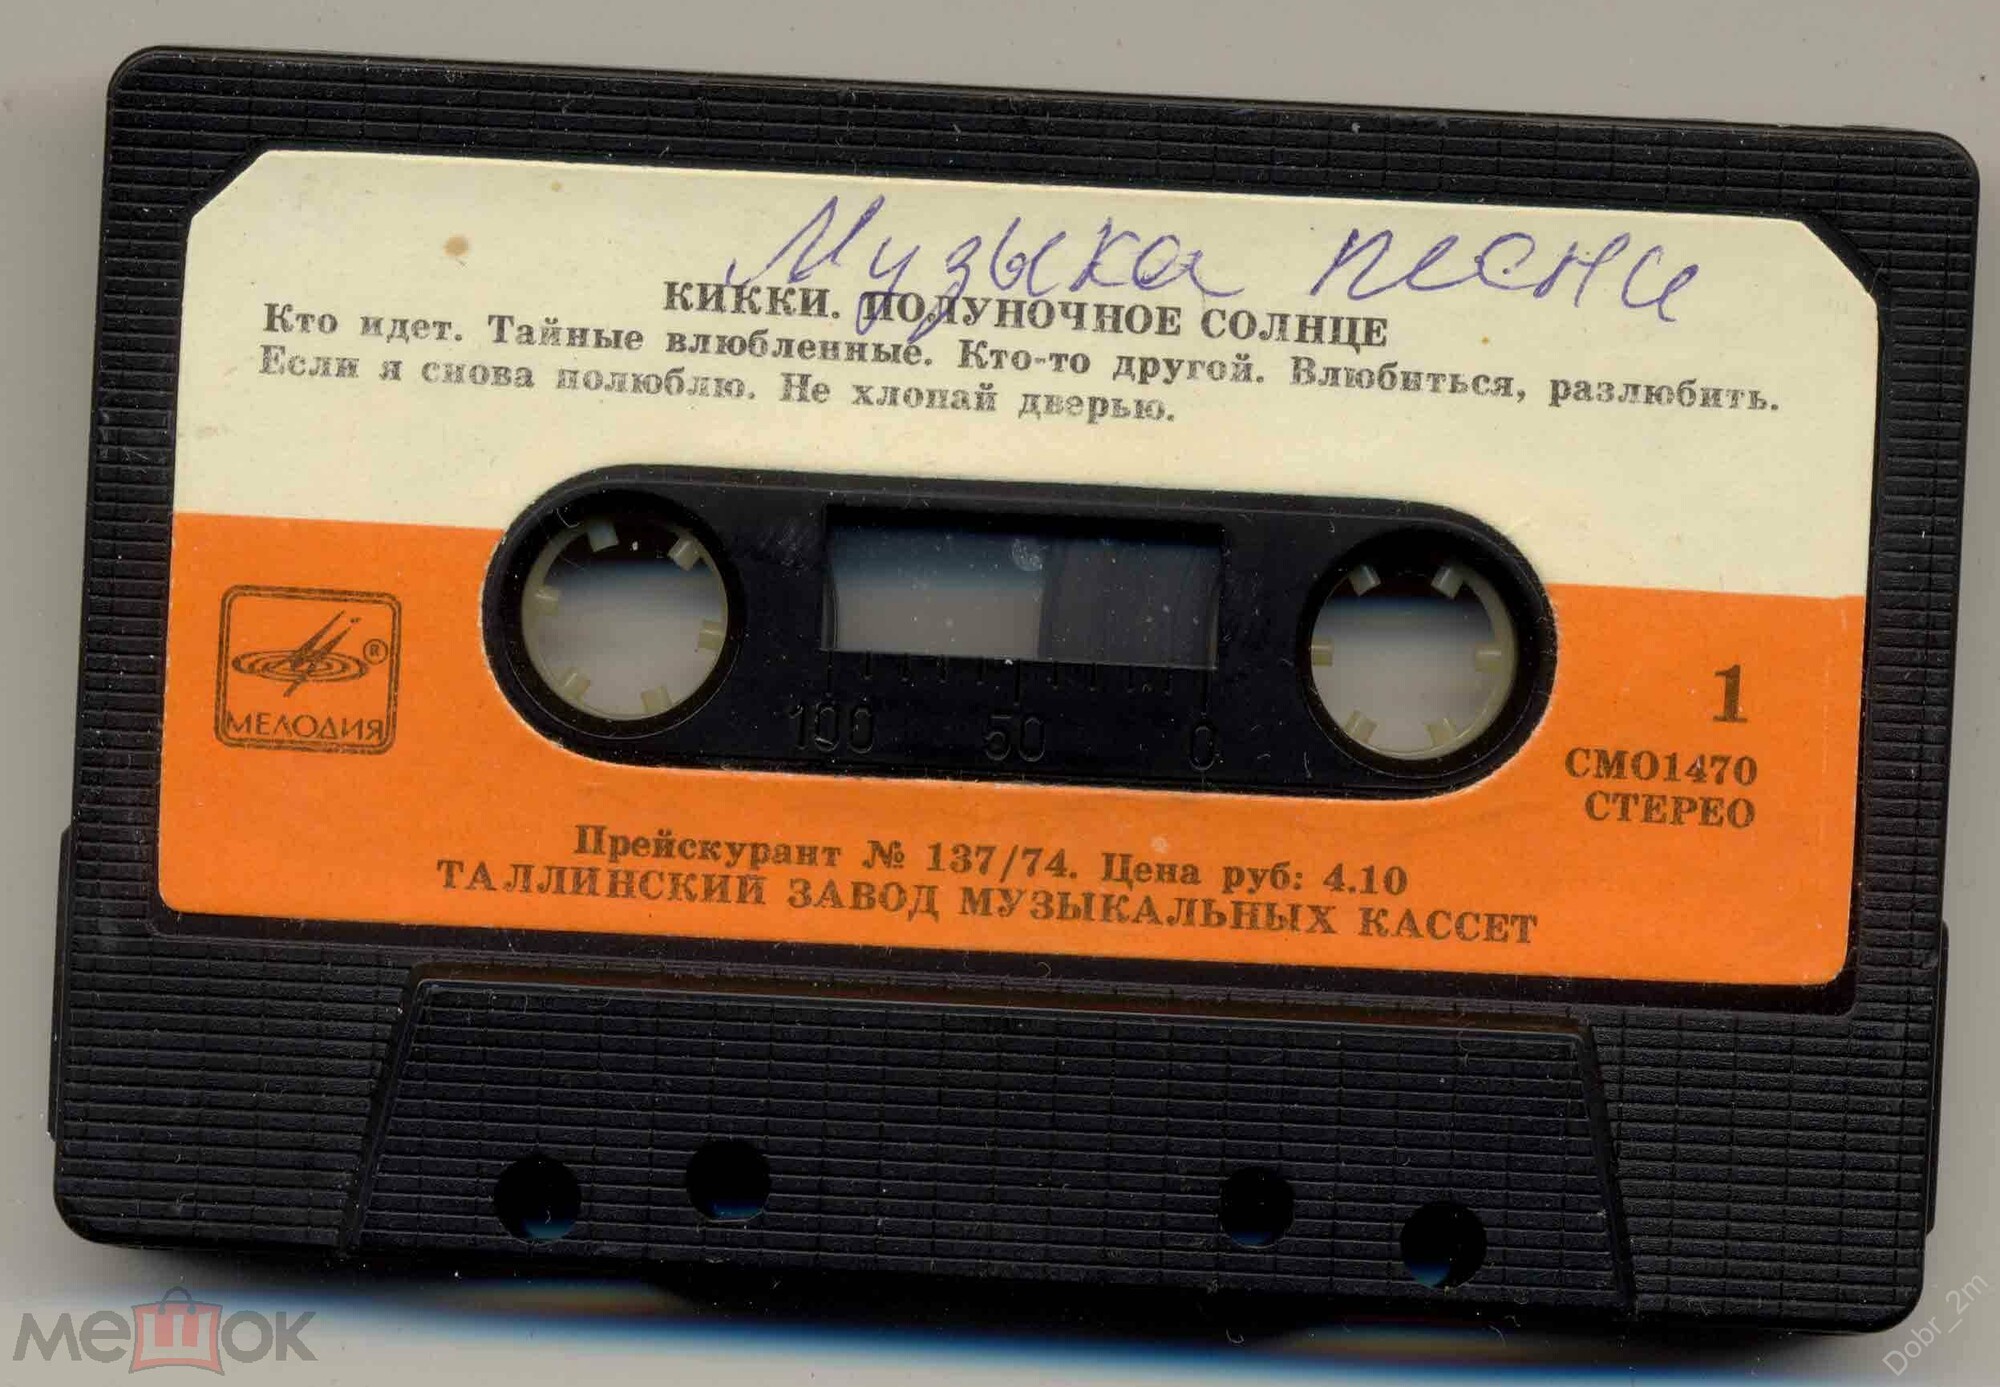 Музыка песни
КИККИ. ПОЛУНОЧНОЕ СОЛНЦЕ
Кто идет. Тайные влюбленные. Кто-то другой. Влюбиться, разлюбить.
Если я снова полюблю. Не хлопай дверью.
МЕЛОДИЯ ®
100 50 0
1
СМО1470
СТЕРЕО
Прейскурант № 137/74. Цена руб: 4.10
ТАЛЛИНСКИЙ ЗАВОД МУЗЫКАЛЬНЫХ КАССЕТ
мешок
Dobr_2m